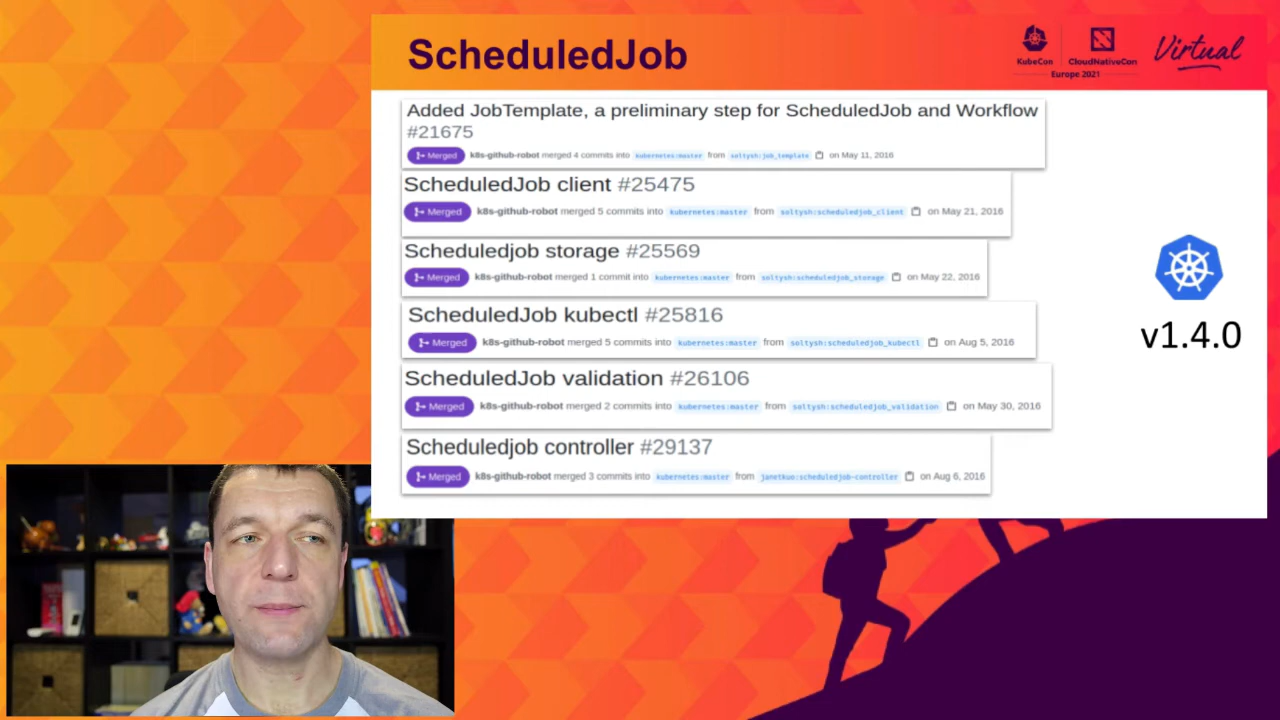 ScheduledJob
KubeCon
CloudNativeCon
Europe 2021
Virtual
Added JobTemplate, a preliminary step for ScheduledJob and Workflow
#21675
Merged k8s-github-robot merged 4 commits into kubernetes:master from soltysh:job_template on May 11, 2016
ScheduledJob client #25475
Merged k8s-github-robot merged 5 commits into kubernetes:master from soltysh:scheduledjob_client on May 21, 2016
Scheduledjob storage #25569
Merged k8s-github-robot merged 1 commit into kubernetes:master from soltysh:scheduledjob_storage on May 22, 2016
ScheduledJob kubectl #25816
Merged k8s-github-robot merged 5 commits into kubernetes:master from soltysh:scheduledjob_kubectl on Aug 5, 2016
ScheduledJob validation #26106
Merged k8s-github-robot merged 2 commits into kubernetes:master from soltysh:scheduledjob_validation on May 30, 2016
Scheduledjob controller #29137
Merged k8s-github-robot merged 3 commits into kubernetes:master from janetkuo:scheduledjob-controller on Aug 6, 2016
v1.4.0